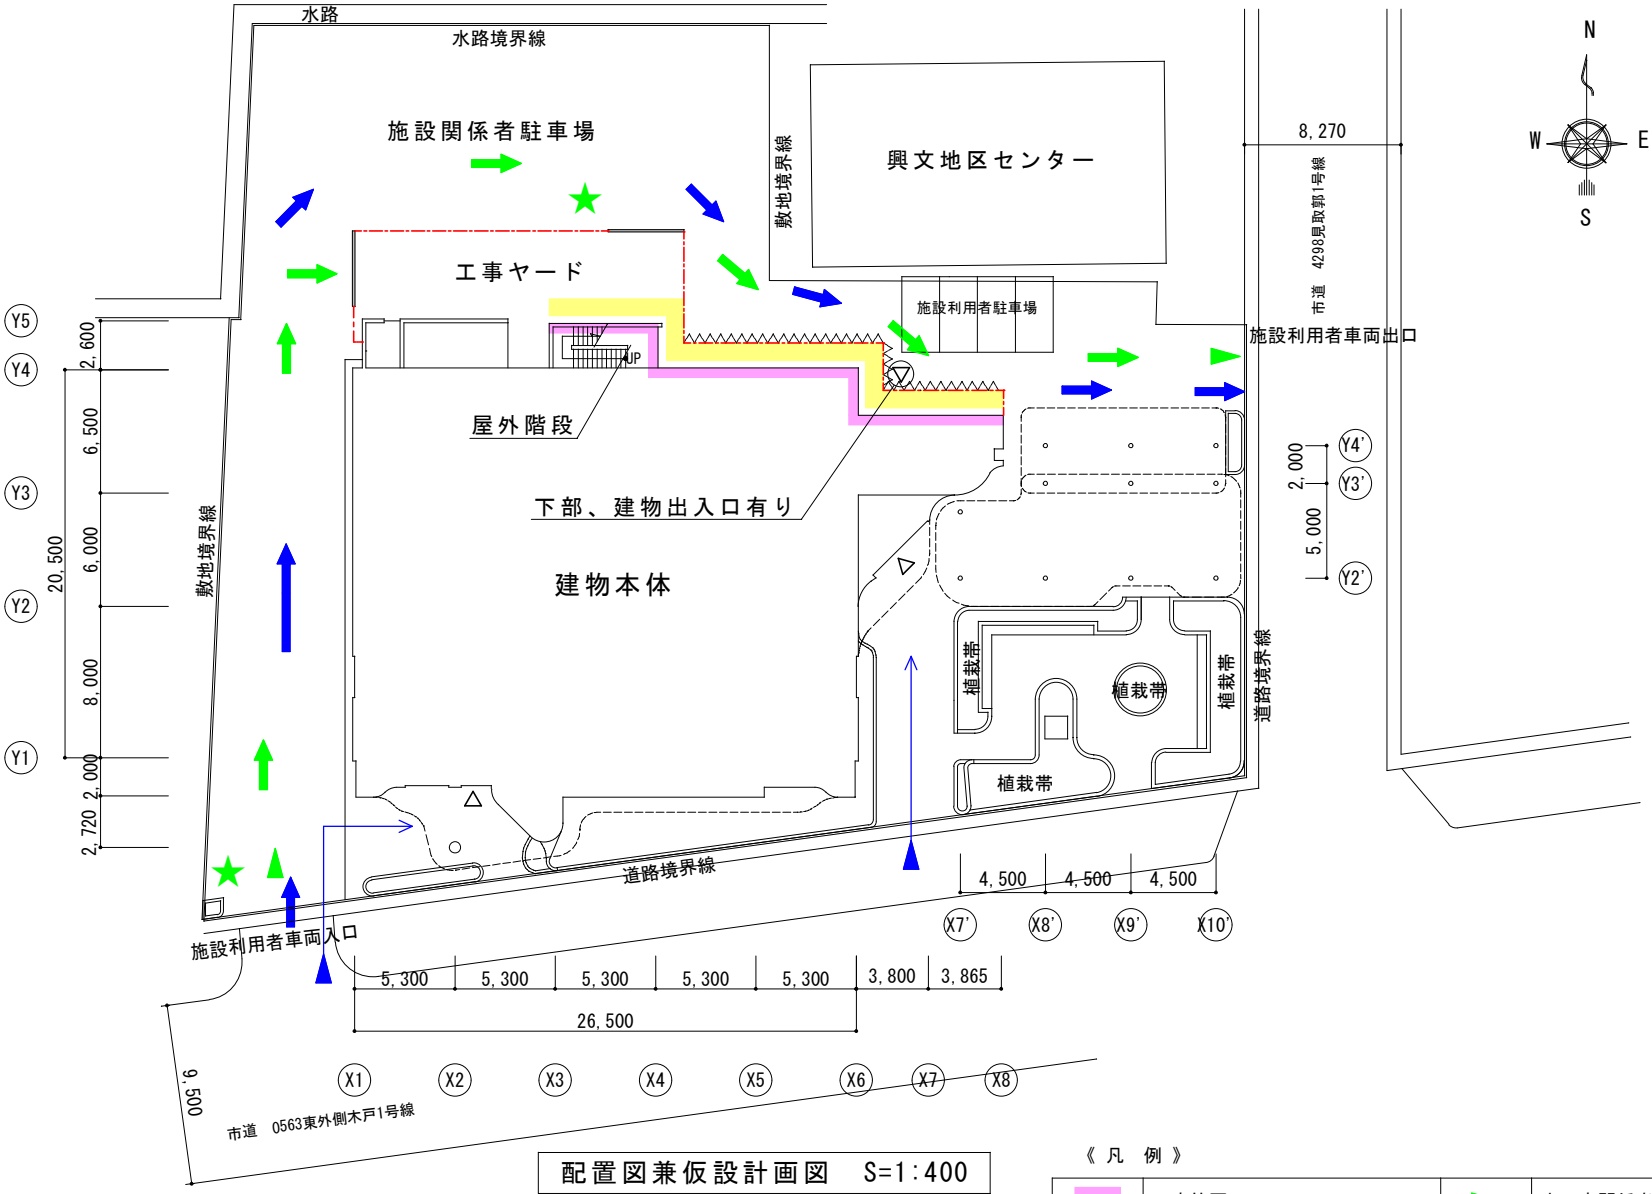 水路
水路境界線
施設関係者駐車場
敷地境界線
興文地区センター
8,270
市道 4298見取郭1号線
N
W
E
S
工事ヤード
施設利用者駐車場
施設利用者車両出口
Y5
Y4
Y3
Y2
Y1
2,600
6,500
6,000
8,000
2,000
2,720
20,500
敷地境界線
UP
屋外階段
下部、建物出入口有り
建物本体
2,000
5,000
Y4'
Y3'
Y2'
植栽帯
植栽帯
植栽帯
植栽帯
道路境界線
道路境界線
施設利用者車両入口
4,500
4,500
4,500
X7'
X8'
X9'
X10'
5,300
5,300
5,300
5,300
5,300
3,800
3,865
26,500
X1
X2
X3
X4
X5
X6
X7
X8
9,500
市道 0563東外側木戸1号線
配置図兼仮設計画図 S=1:400
《 凡 例 》